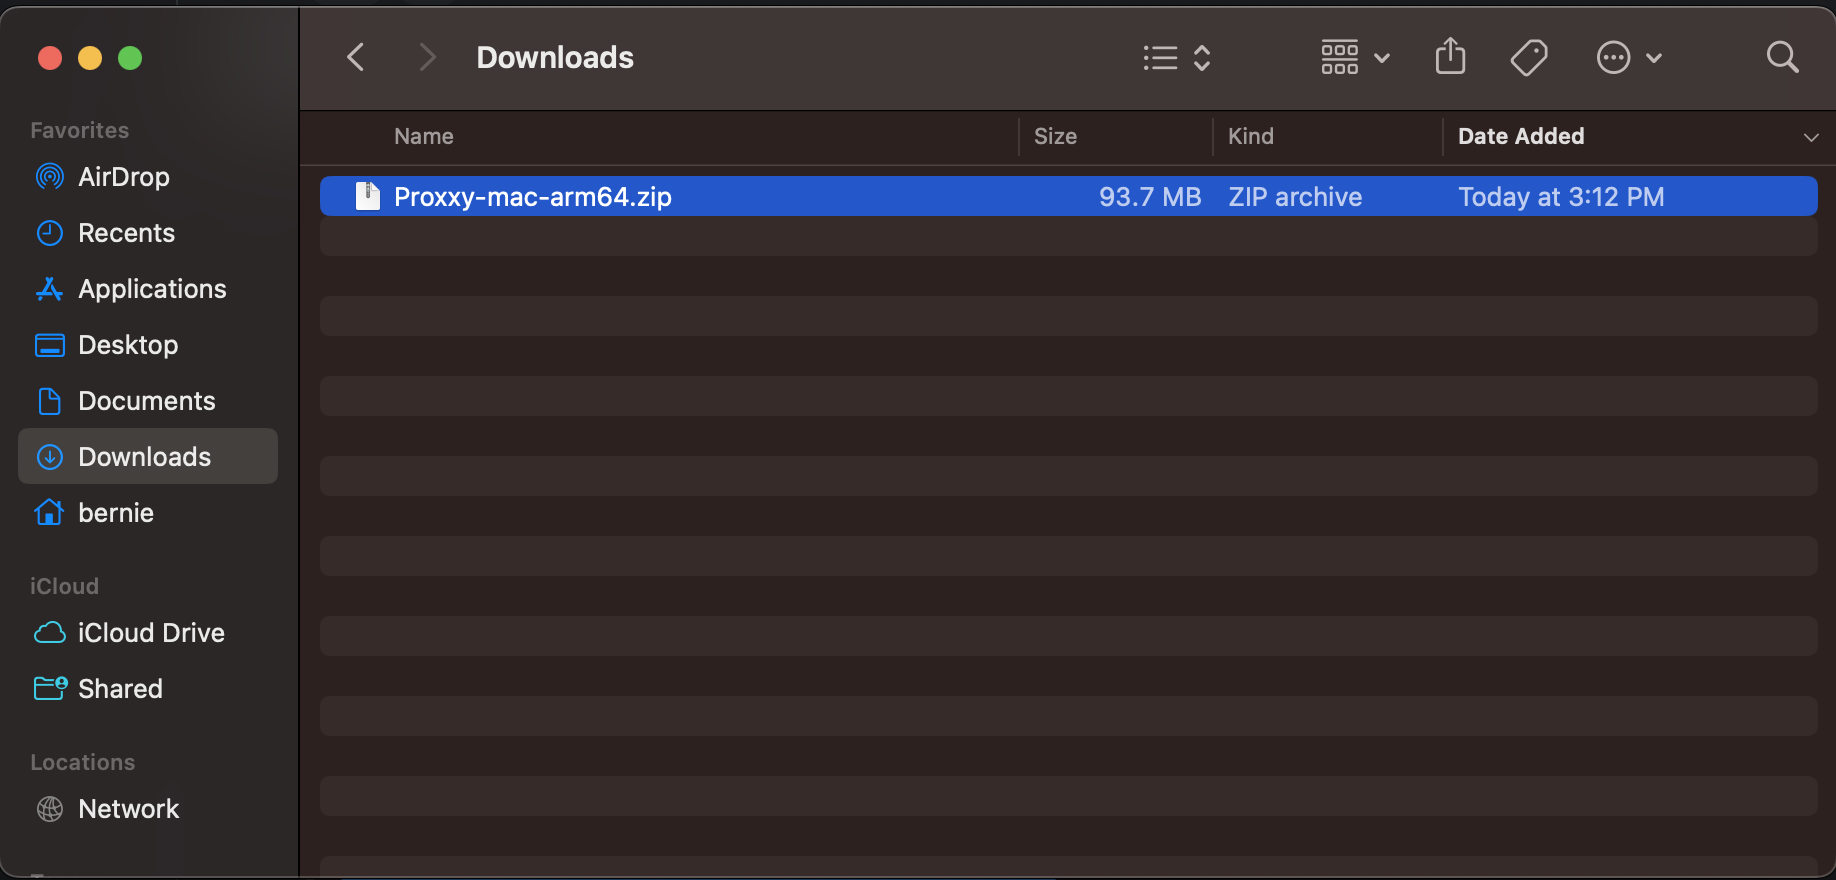 Downloads
Favorites
AirDrop
Recents
Applications
Desktop
Documents
Downloads
bernie
iCloud
iCloud Drive
Shared
Locations
Network
Name Size Kind Date Added
Proxxy-mac-arm64.zip 93.7 MB ZIP archive Today at 3:12 PM